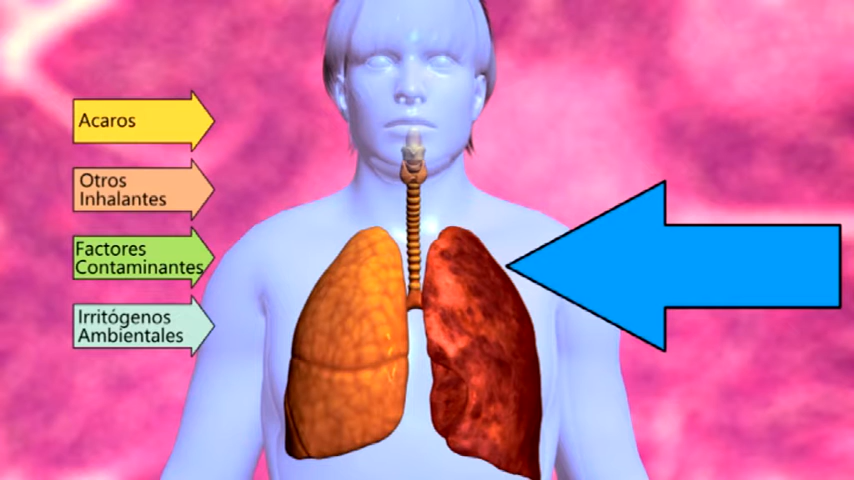 Acaros
Otros
Inhalantes
Factores
Contaminantes
Irritógenos
Ambientales